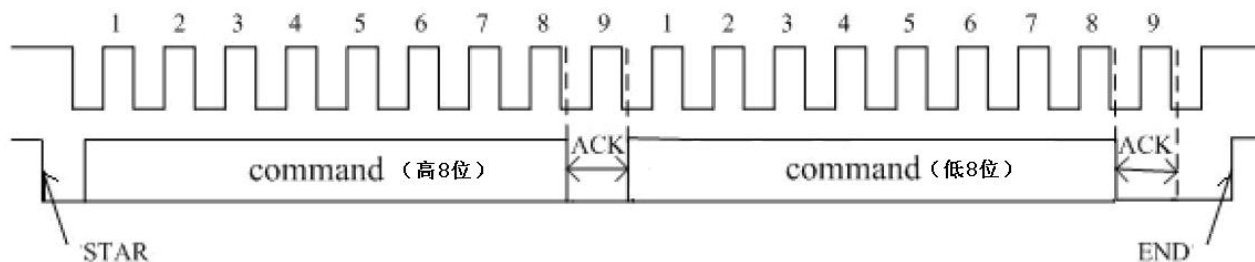 1 2 3 4 5 6 7 8 9 1 2 3 4 5 6 7 8 9
command （高8位） ACK command （低8位） ACK
STAR END